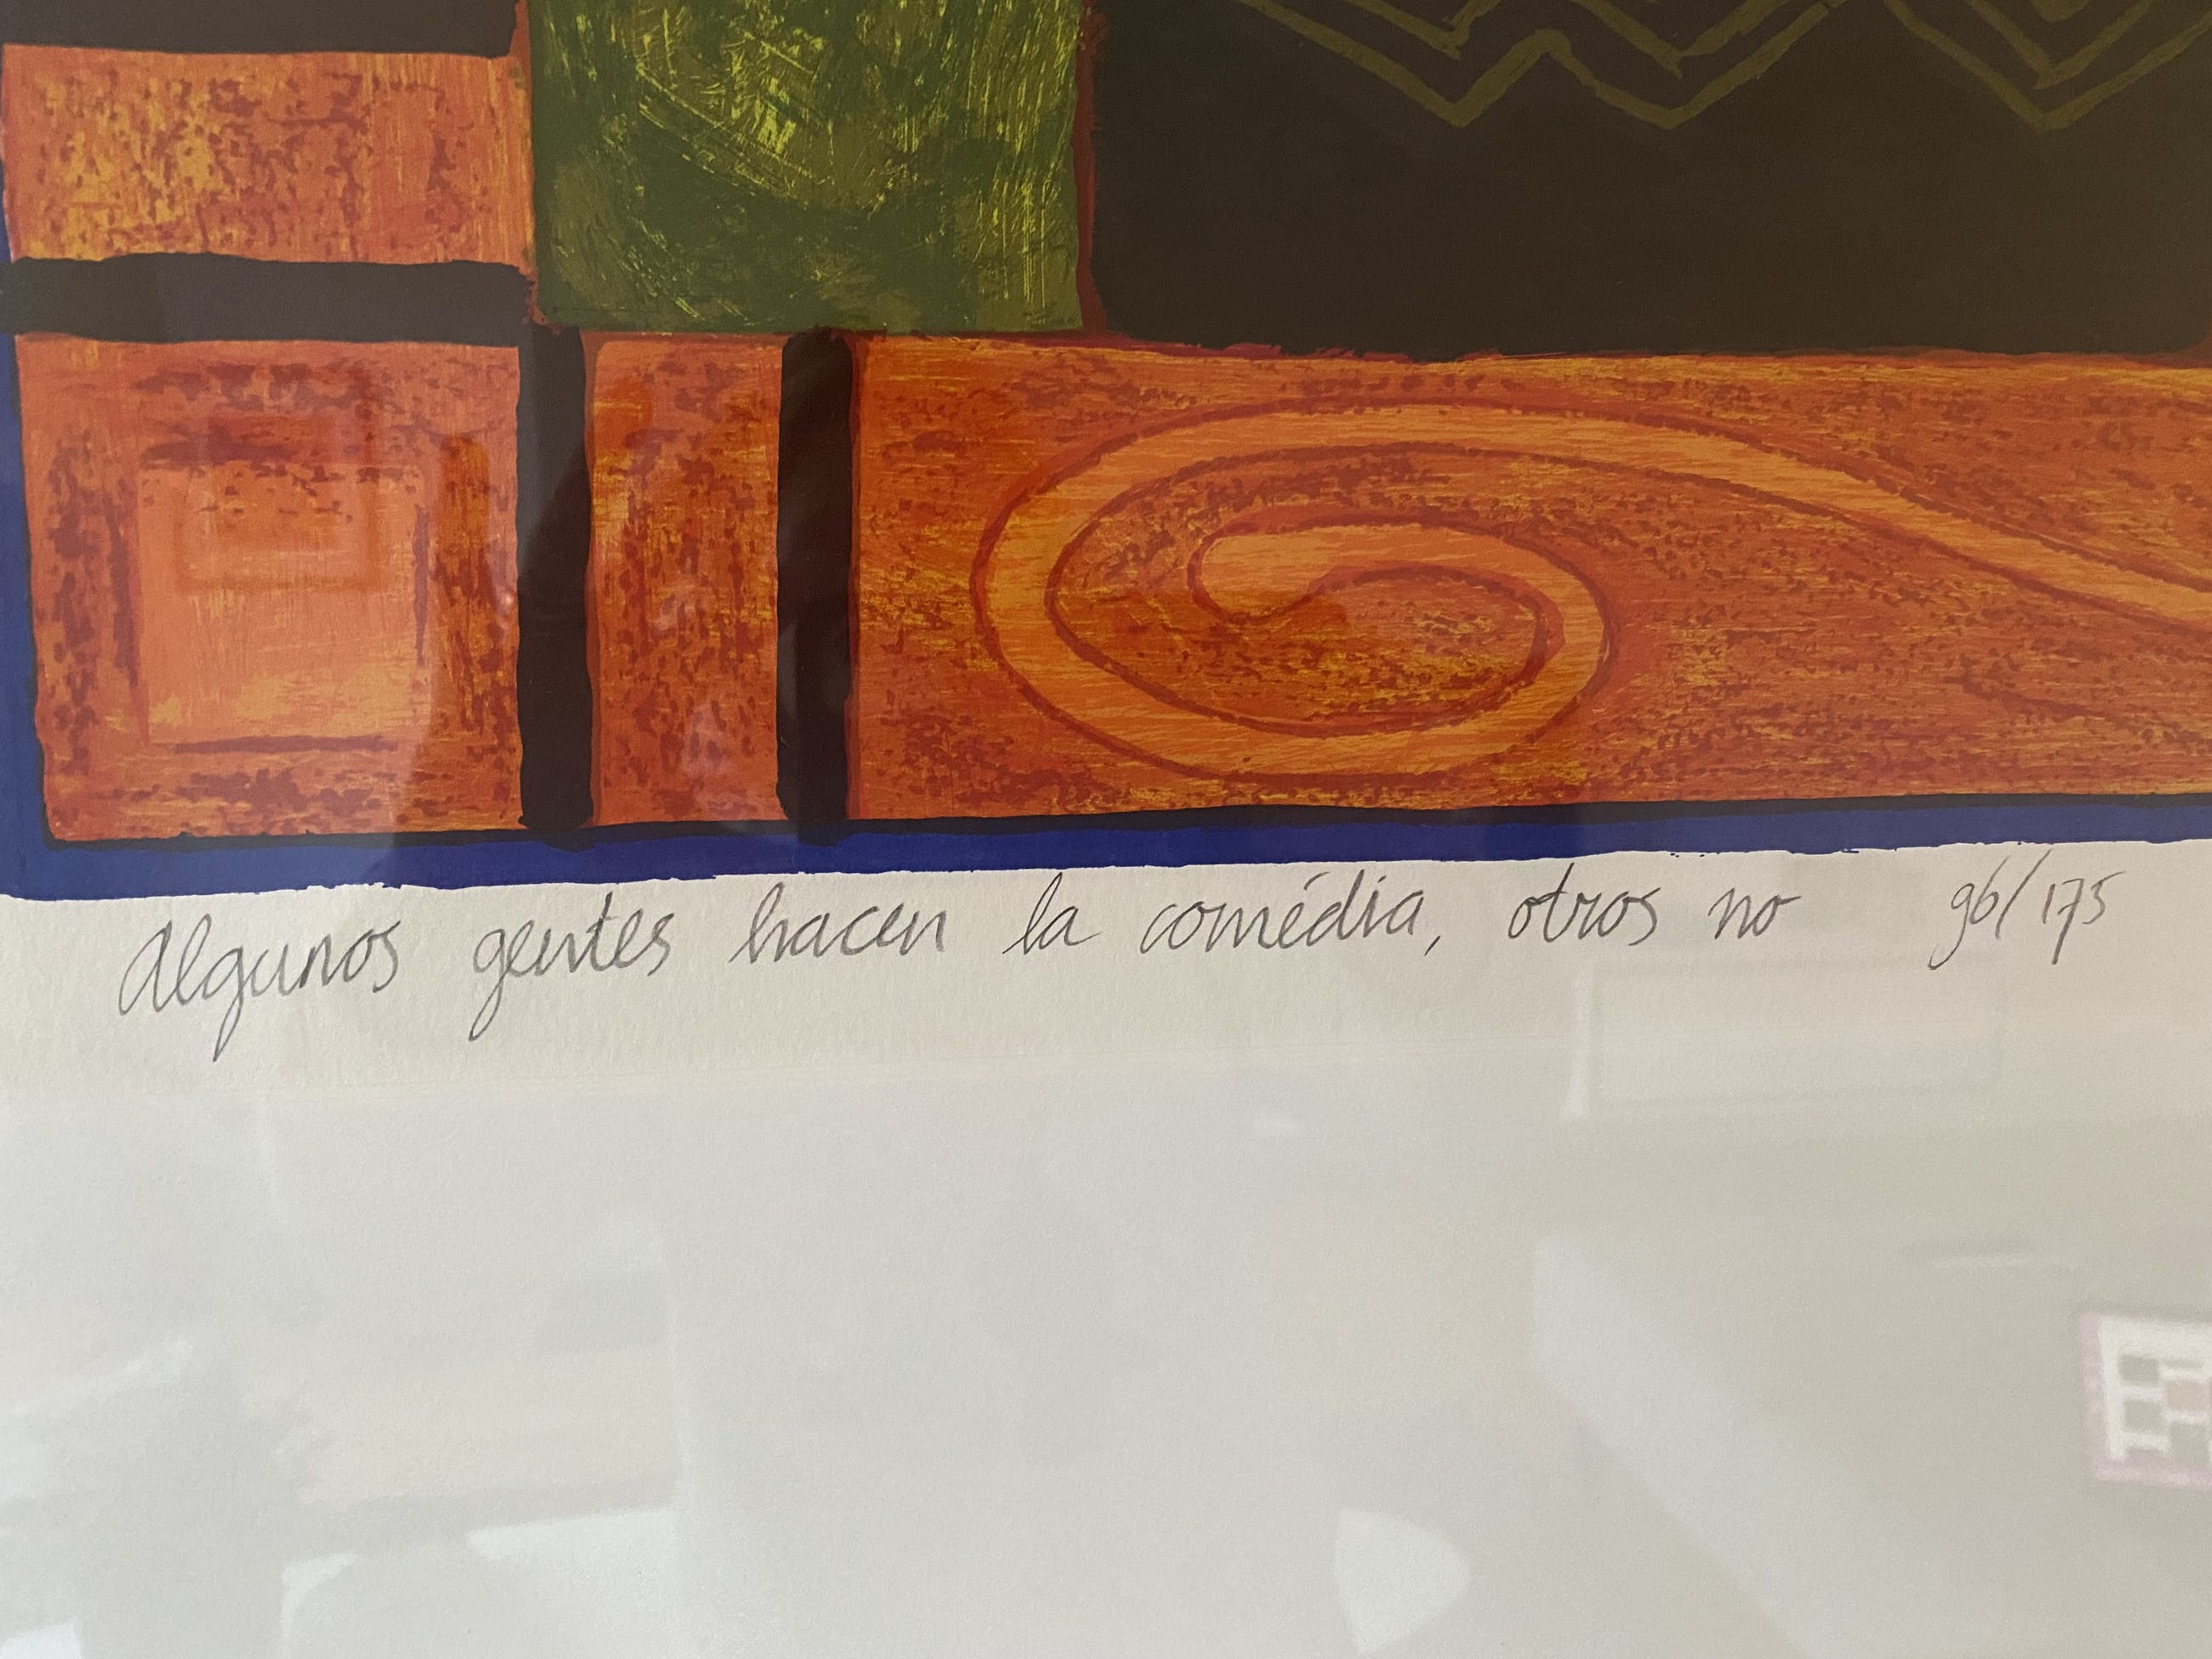 Algunos gentes hacen la comédia, otros no 96/175